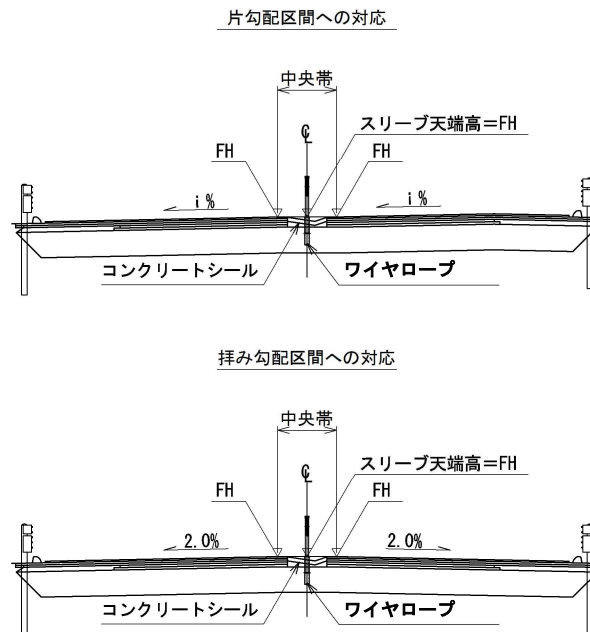 片勾配区間への対応
中央帯
℄
スリーブ天端高=FH
FH
FH
i%
i%
コンクリートシール
ワイヤロープ
拝み勾配区間への対応
中央帯
℄
スリーブ天端高=FH
FH
FH
2.0%
2.0%
コンクリートシール
ワイヤロープ